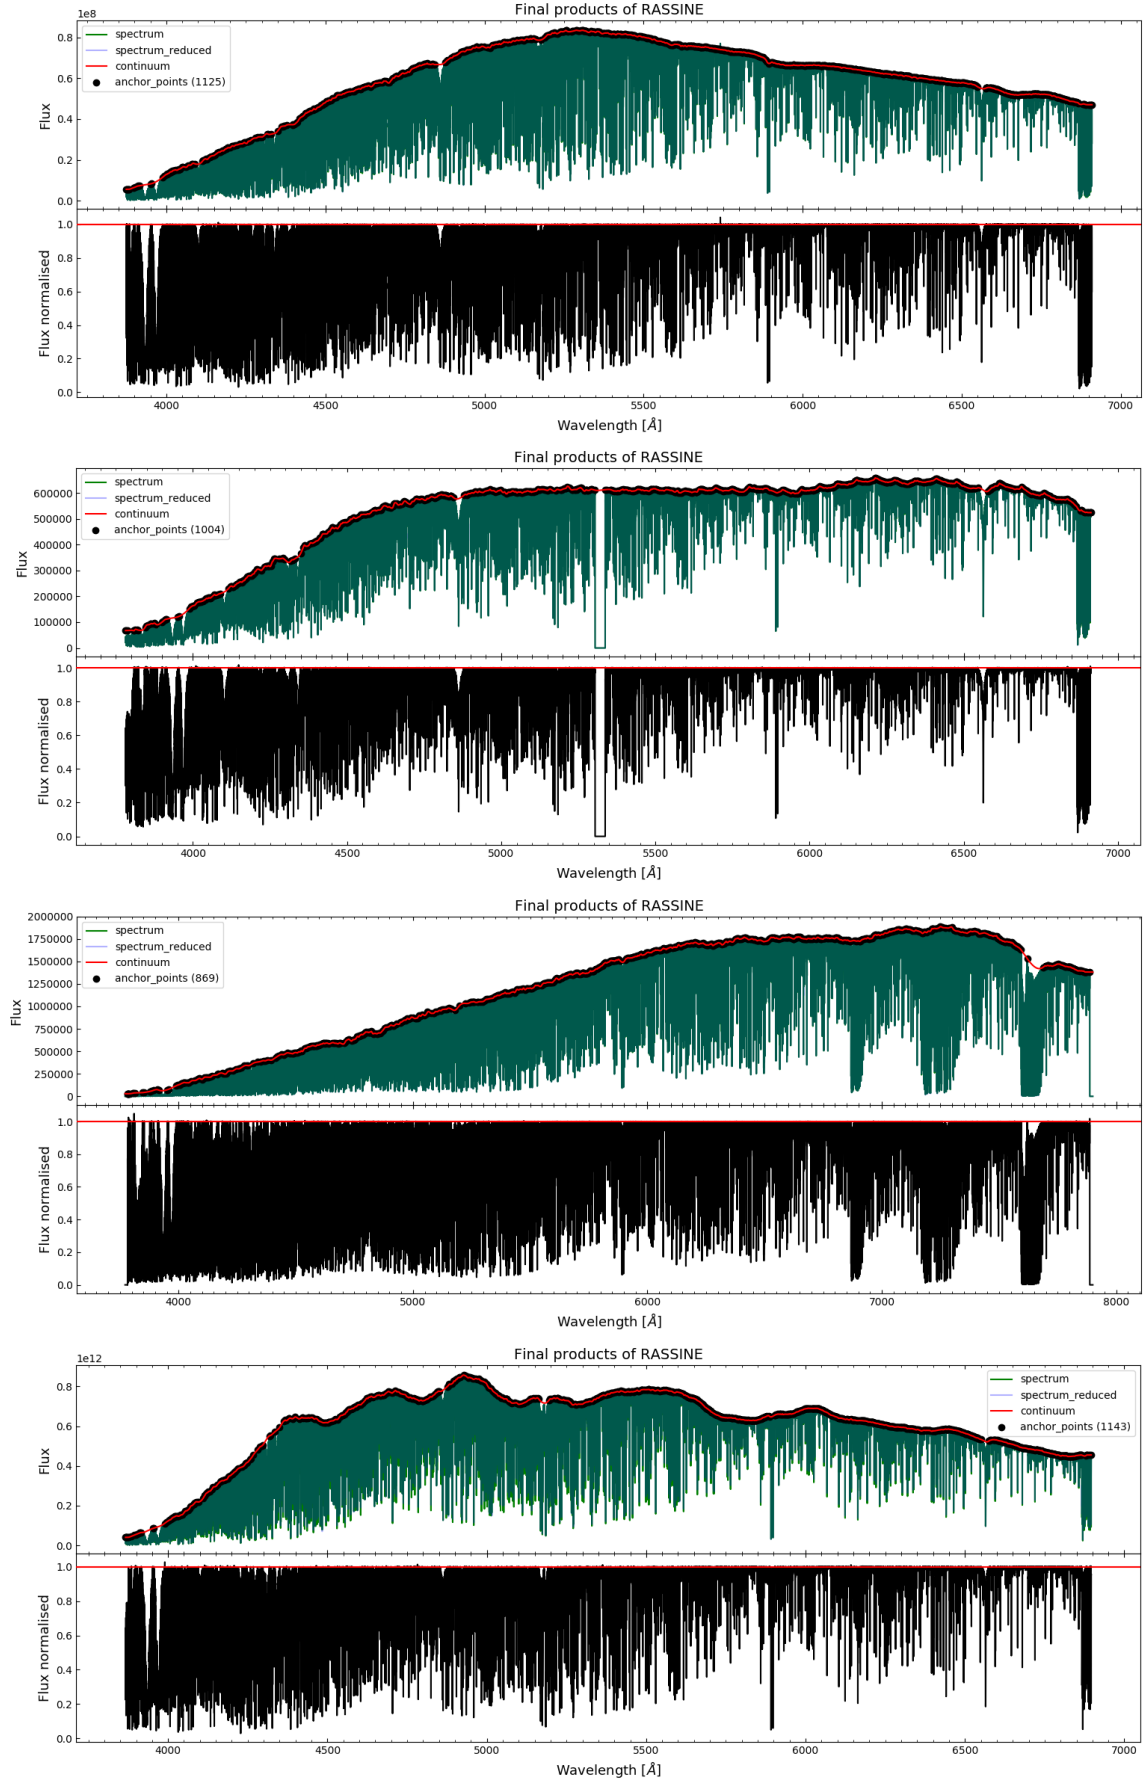 Final products of RASSINE
1e8
spectrum
spectrum_reduced
continuum
anchor_points (1125)
Flux
0.8
0.6
0.4
0.2
0.0
Flux normalised
1.0
0.8
0.6
0.4
0.2
0.0
4000 4500 5000 5500 6000 6500 7000
Wavelength [Å]
Final products of RASSINE
spectrum
spectrum_reduced
continuum
anchor_points (1004)
Flux
600000
500000
400000
300000
200000
100000
0
Flux normalised
1.0
0.8
0.6
0.4
0.2
0.0
4000 4500 5000 5500 6000 6500 7000
Wavelength [Å]
Final products of RASSINE
spectrum
spectrum_reduced
continuum
anchor_points (869)
Flux
2000000
1750000
1500000
1250000
1000000
750000
500000
250000
0
Flux normalised
1.0
0.8
0.6
0.4
0.2
0.0
4000 5000 6000 7000 8000
Wavelength [Å]
Final products of RASSINE
1e12
spectrum
spectrum_reduced
continuum
anchor_points (1143)
Flux
0.8
0.6
0.4
0.2
0.0
Flux normalised
1.0
0.8
0.6
0.4
0.2
0.0
4000 4500 5000 5500 6000 6500 7000
Wavelength [Å]